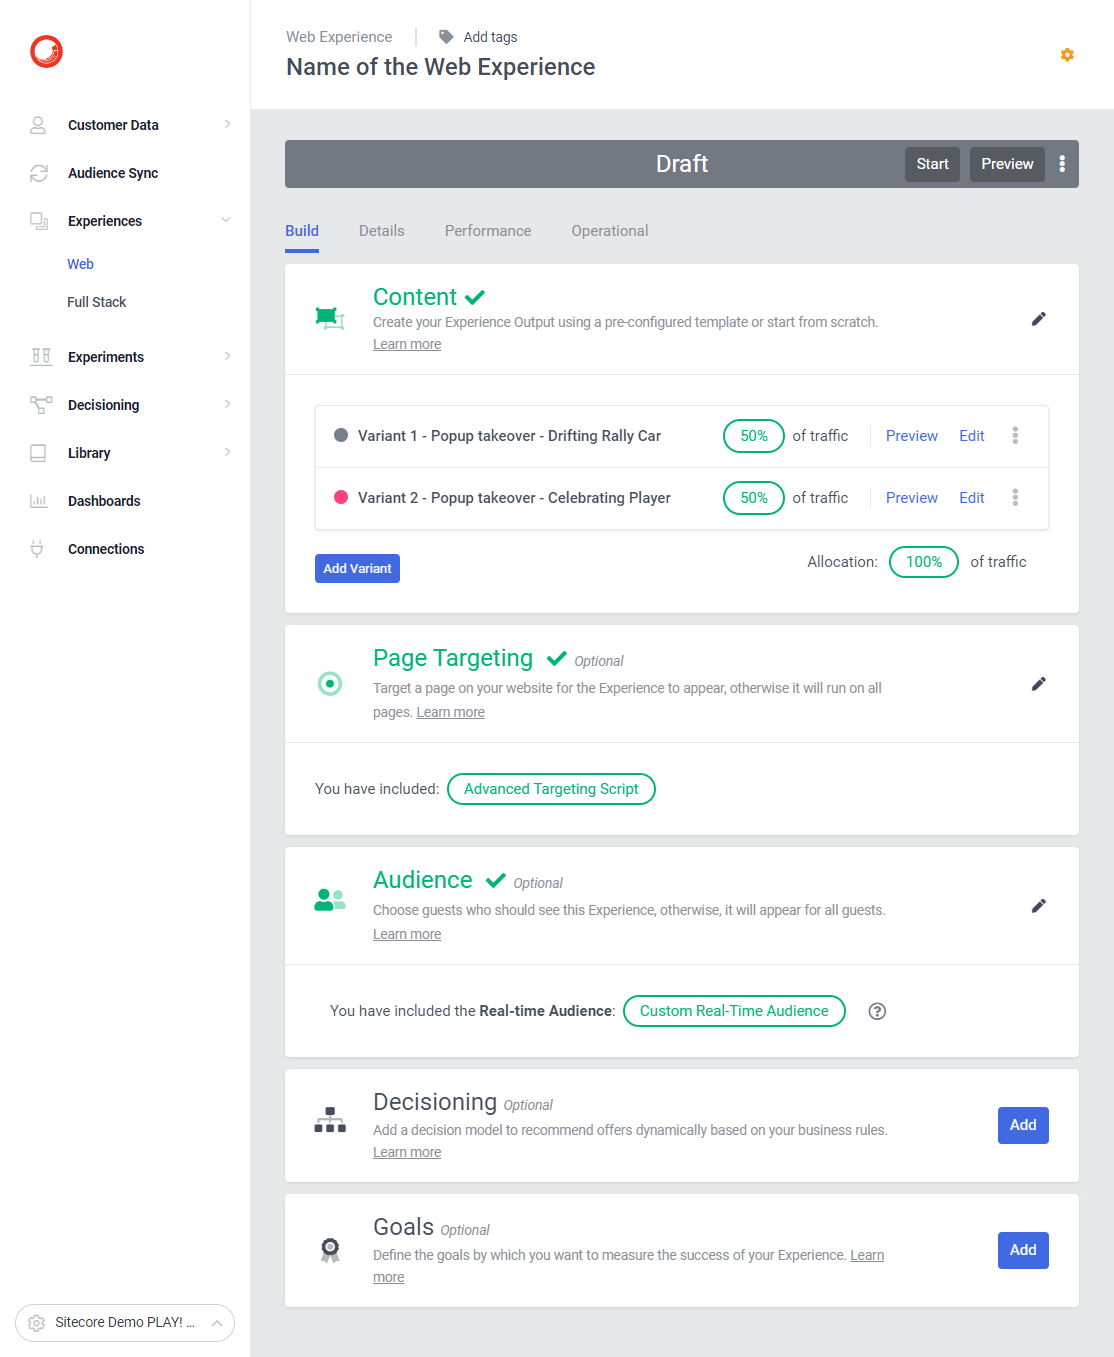 Web Experience
Add tags
Name of the Web Experience
Customer Data
Audience Sync
Experiences
Web
Full Stack
Experiments
Decisioning
Library
Dashboards
Connections
Sitecore Demo PLAY! ...
Draft
Start
Preview
Build
Details
Performance
Operational
Content
Create your Experience Output using a pre-configured template or start from scratch.
Learn more
Variant 1 - Popup takeover - Drifting Rally Car
50%
of traffic
Preview
Edit
Variant 2 - Popup takeover - Celebrating Player
50%
of traffic
Preview
Edit
Add Variant
Allocation:
100%
of traffic
Page Targeting
Optional
Target a page on your website for the Experience to appear, otherwise it will run on all
pages. Learn more
You have included:
Advanced Targeting Script
Audience
Optional
Choose guests who should see this Experience, otherwise, it will appear for all guests.
Learn more
You have included the Real-time Audience:
Custom Real-Time Audience
Decisioning
Optional
Add a decision model to recommend offers dynamically based on your business rules.
Learn more
Add
Goals
Optional
Define the goals by which you want to measure the success of your Experience. Learn
more
Add